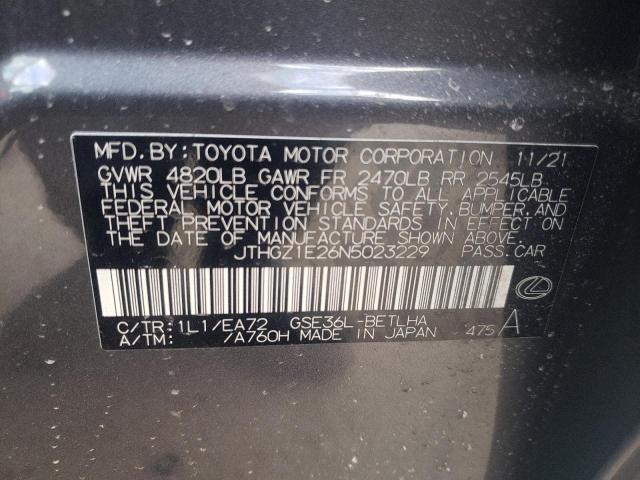 MFD.BY:TOYOTA MOTOR CORPORATION 11/21
GVWR 4820LB GAWR FR 2470LB RR 2545LB
THIS VEHICLE CONFORMS TO ALL APPLICABLE
FEDERAL MOTOR VEHICLE SAFETY,BUMPER,AND
THEFT PREVENTION STANDARDS IN EFFECT ON
THE DATE OF MANUFACTURE SHOWN ABOVE.
JTHGZ1E26N5023229 PASS.CAR
C/TR:1L1/EA72 GSE36L-BETLHA
A/TM: /A760H MADE IN JAPAN 475 A